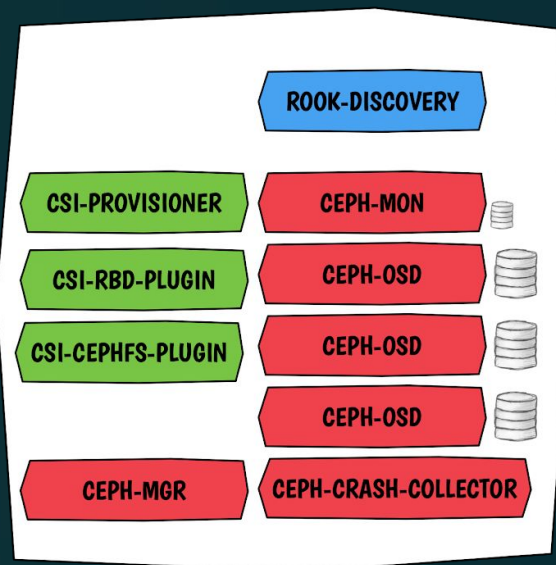 ROOK-DISCOVERY
CSI-PROVISIONER
CEPH-MON
CSI-RBD-PLUGIN
CEPH-OSD
CSI-CEPHFS-PLUGIN
CEPH-OSD
CEPH-OSD
CEPH-MGR
CEPH-CRASH-COLLECTOR